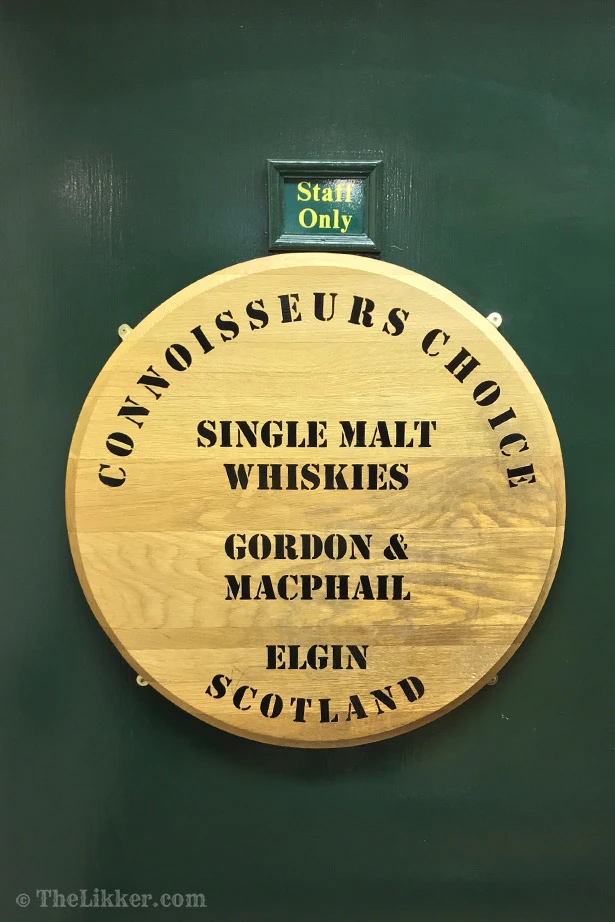 Staff
Only
CONNOISSEURS CHOICE
SINGLE MALT
WHISKIES
GORDON &
MACPHAIL
ELGIN
SCOTLAND
© TheLikker.com